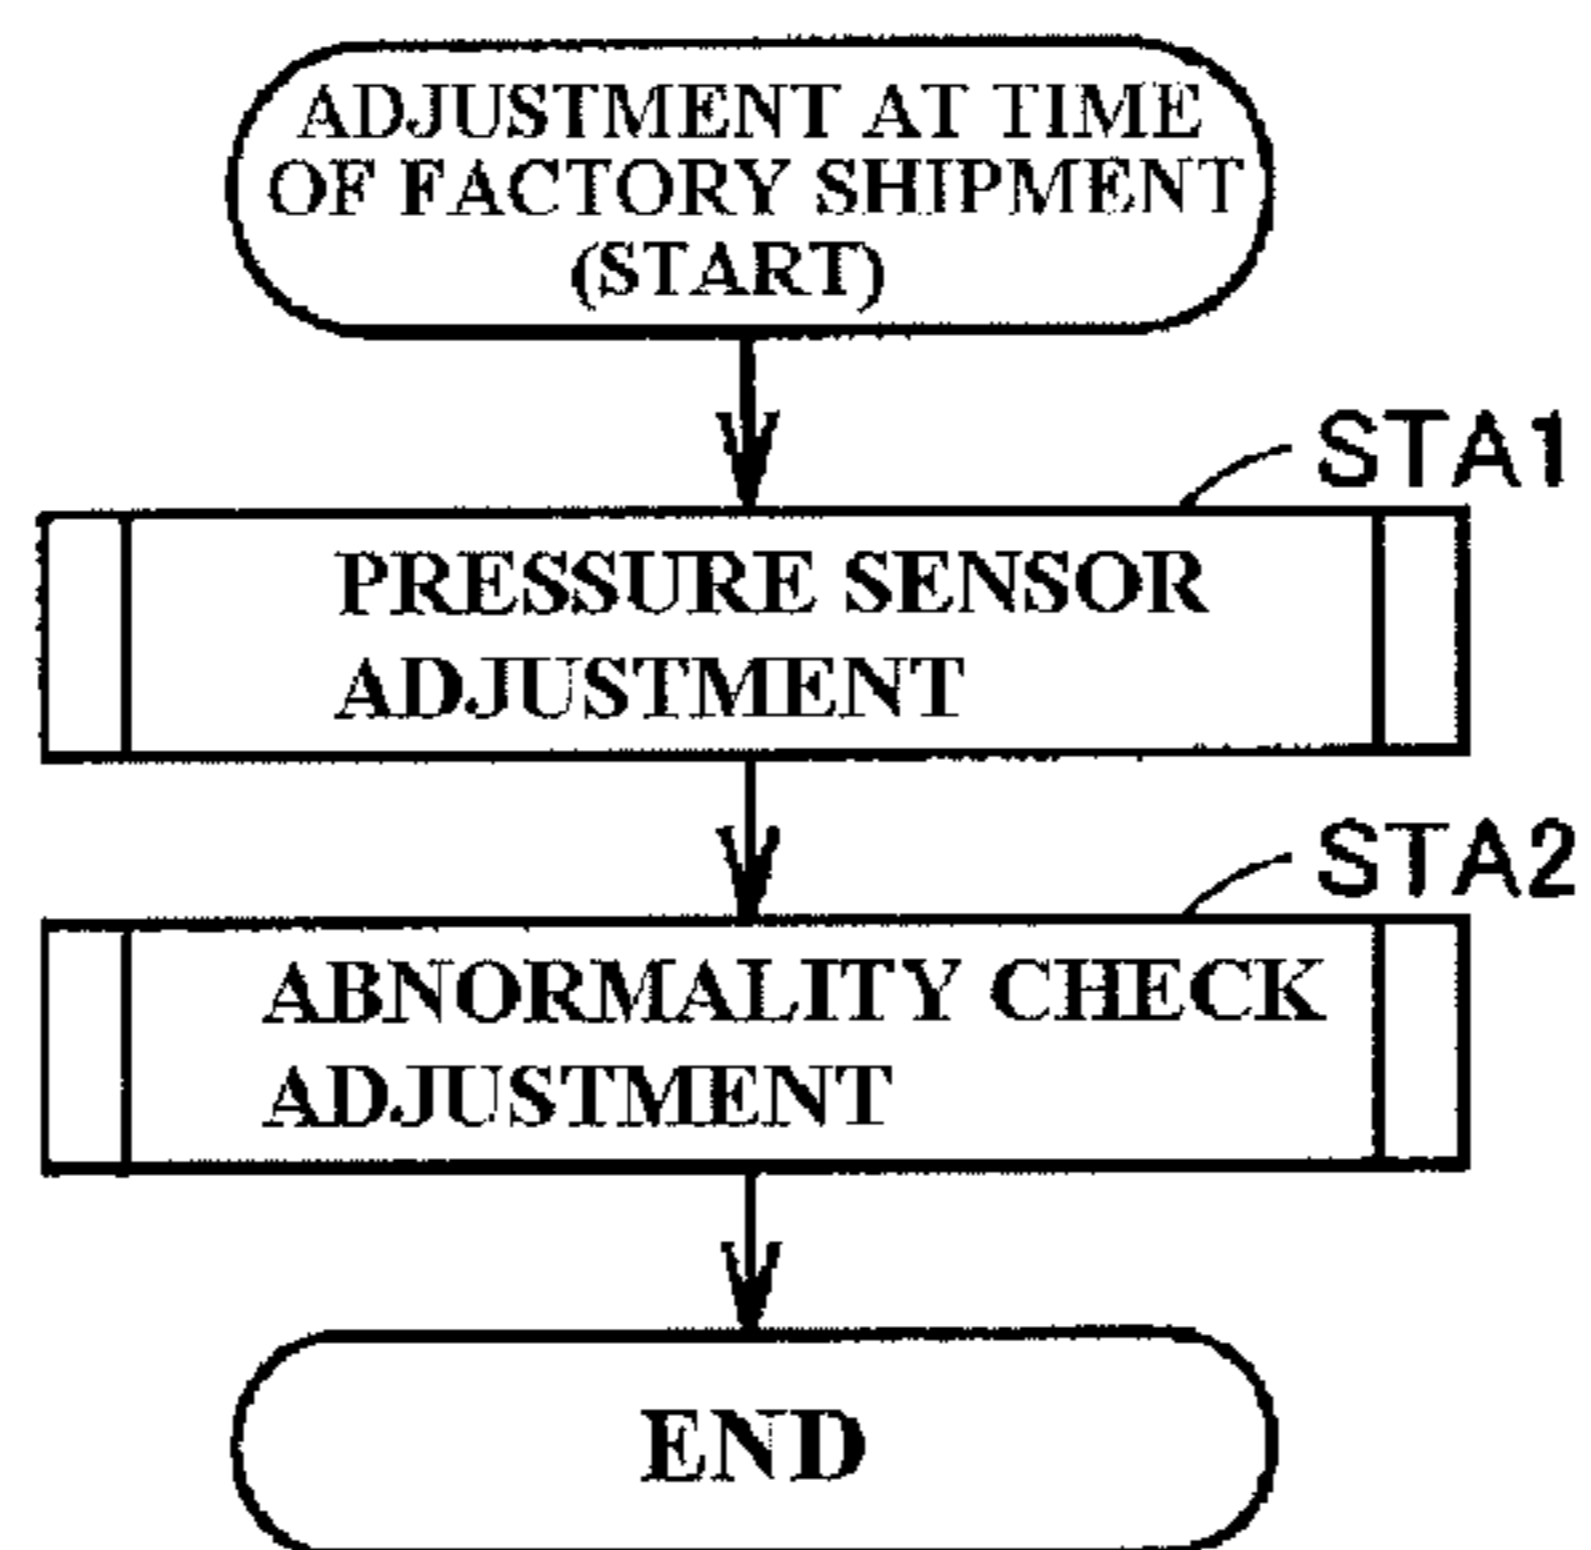 ADJUSTMENT AT TIME
OF FACTORY SHIPMENT
(START)
STA1
PRESSURE SENSOR
ADJUSTMENT
STA2
ABNORMALITY CHECK
ADJUSTMENT
END